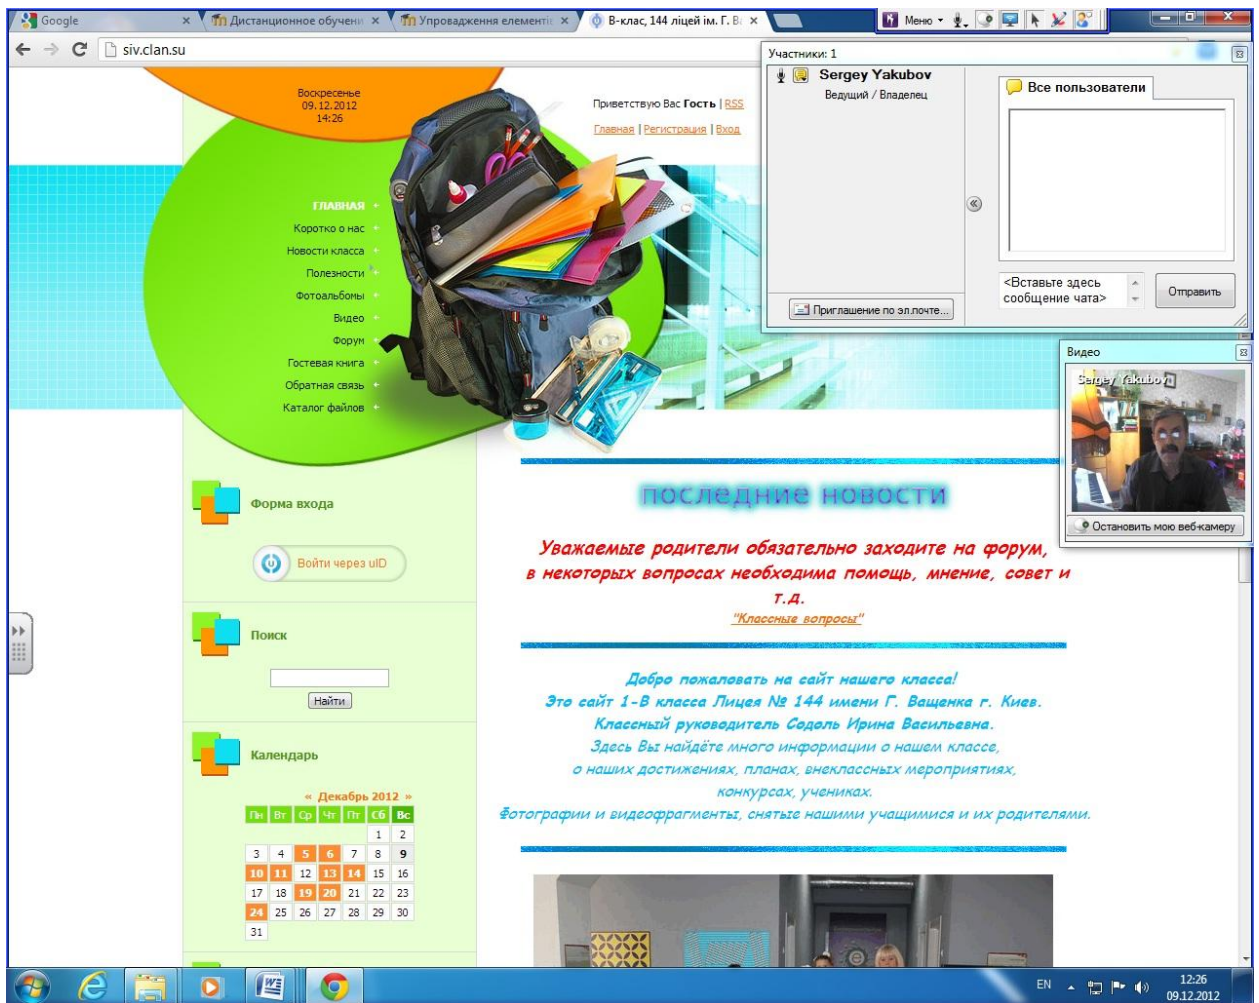 Google
Дистанционное обучени
Упровадження елементів
В-клас, 144 ліцей ім. Г. Ва
Меню
siv.clan.su
Участники: 1
Sergey Yakubov
Ведущий / Владелец
Все пользователи
<Вставьте здесь
сообщение чата>
Отправить
Приглашение по эл.почте...
Видео
Sergey Yakubov
Остановить мою веб-камеру
Воскресенье
09.12.2012
14:26
Приветствую Вас Гость | RSS
Главная | Регистрация | Вход
ГЛАВНАЯ
Коротко о нас
Новости класса
Полезности
Фотоальбомы
Видео
Форум
Гостевая книга
Обратная связь
Каталог файлов
Форма входа
Войти через uID
Поиск
Найти
Календарь
« Декабрь 2012 »
Пн Вт Ср Чт Пт Сб Вс
1 2
3 4 5 6 7 8 9
10 11 12 13 14 15 16
17 18 19 20 21 22 23
24 25 26 27 28 29 30
31
последние новости
Уважаемые родители обязательно заходите на форум,
в некоторых вопросах необходима помощь, мнение, совет и
т.д.
"Классные вопросы"
Добро пожаловать на сайт нашего класса!
Это сайт 1-В класса Лицея № 144 имени Г. Ващенка г. Киев.
Классный руководитель Содоль Ирина Васильевна.
Здесь Вы найдёте много информации о нашем классе,
о наших достижениях, планах, внеклассных мероприятиях,
конкурсах, учениках.
Фотографии и видеофрагменты, снятые нашими учащимися и их родителями.
EN
12:26
09.12.2012